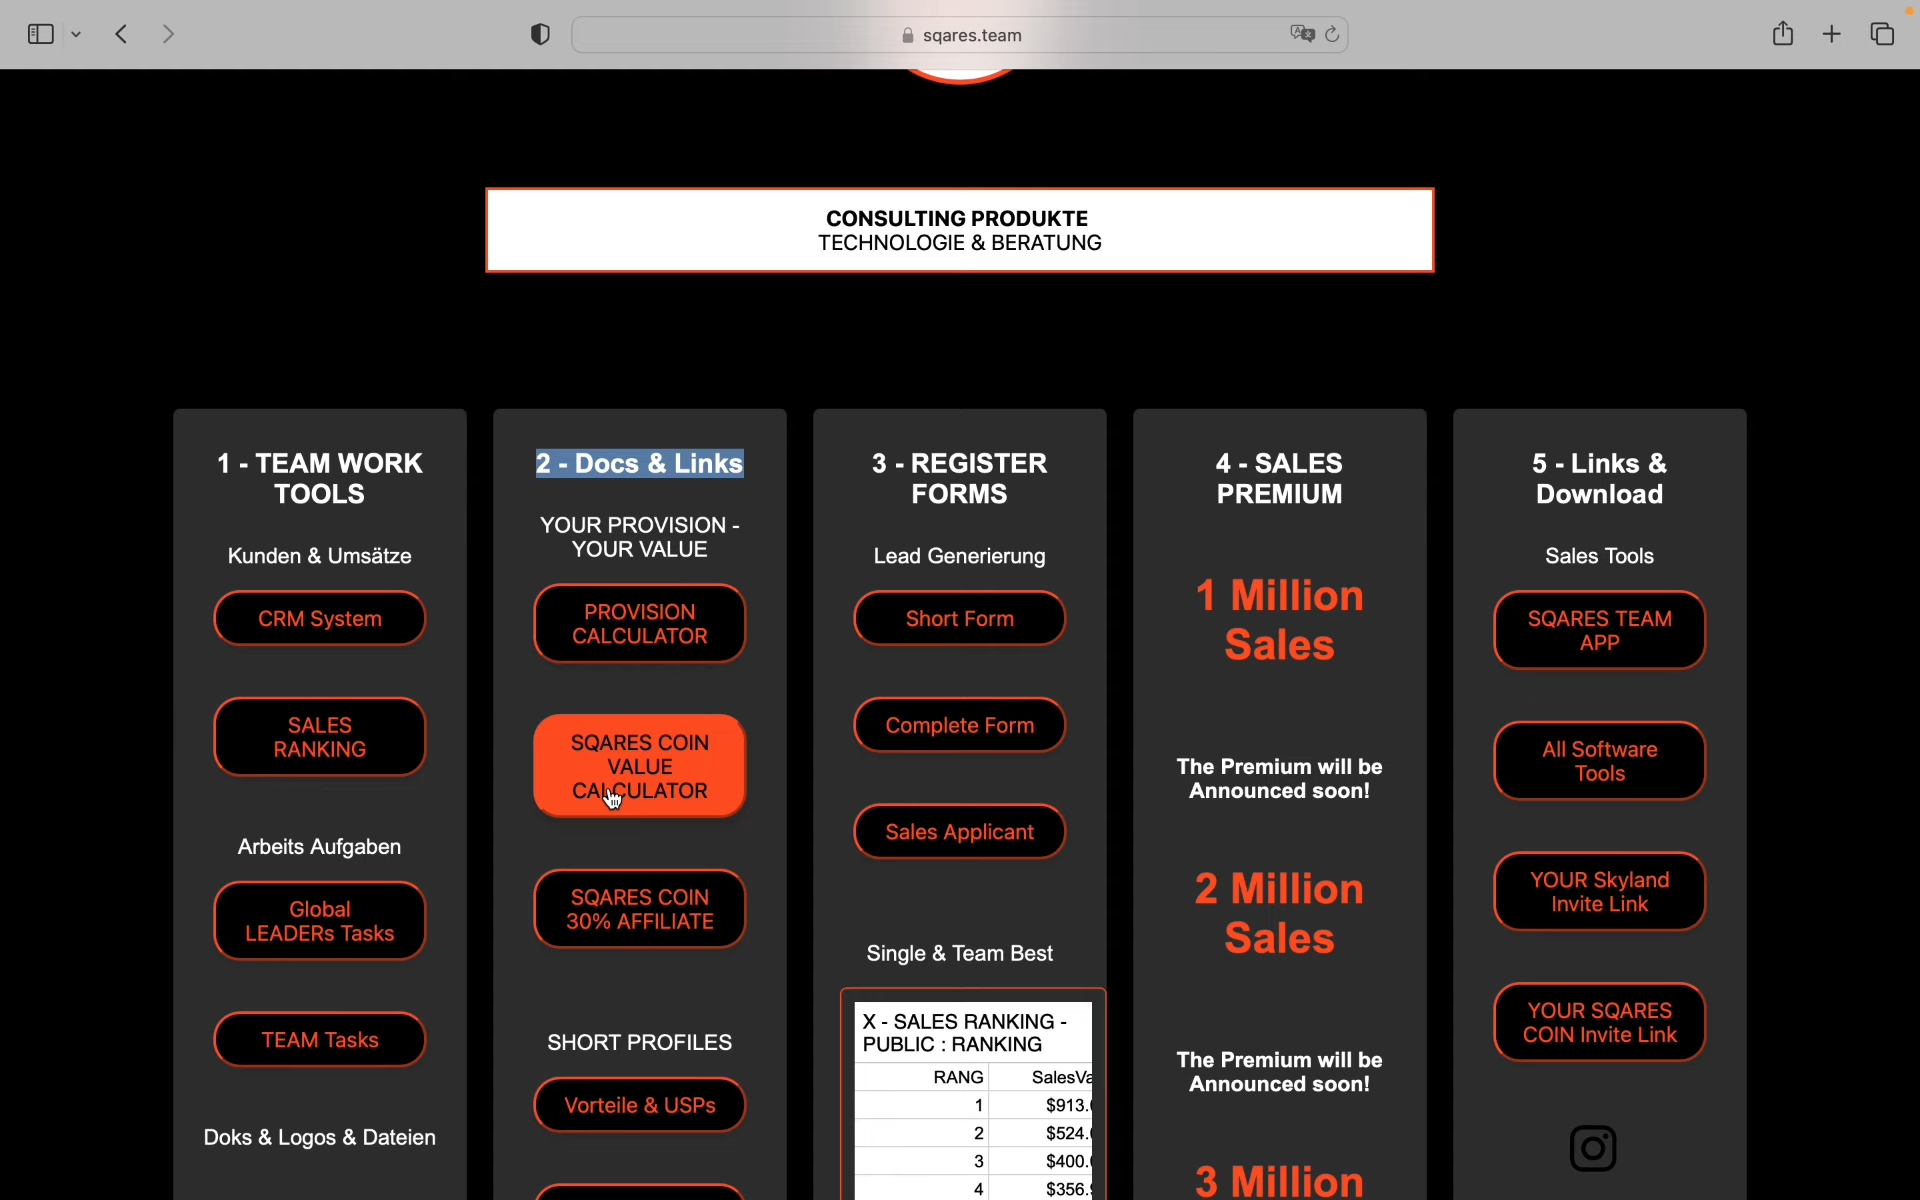 sqares.team
CONSULTING PRODUKTE
TECHNOLOGIE & BERATUNG
1 - TEAM WORK
TOOLS
Kunden & Umsätze
CRM System
SALES
RANKING
Arbeits Aufgaben
Global
LEADERs Tasks
TEAM Tasks
Doks & Logos & Dateien
2 - Docs & Links
YOUR PROVISION -
YOUR VALUE
PROVISION
CALCULATOR
SQARES COIN
VALUE
CALCULATOR
SQARES COIN
30% AFFILIATE
SHORT PROFILES
Vorteile & USPs
3 - REGISTER
FORMS
Lead Generierung
Short Form
Complete Form
Sales Applicant
Single & Team Best
X - SALES RANKING -
PUBLIC : RANKING
RANG SalesVa
1 $913.
2 $524.
3 $400.
4 $356.
4 - SALES
PREMIUM
1 Million
Sales
The Premium will be
Announced soon!
2 Million
Sales
The Premium will be
Announced soon!
3 Million
5 - Links &
Download
Sales Tools
SQARES TEAM
APP
All Software
Tools
YOUR Skyland
Invite Link
YOUR SQARES
COIN Invite Link